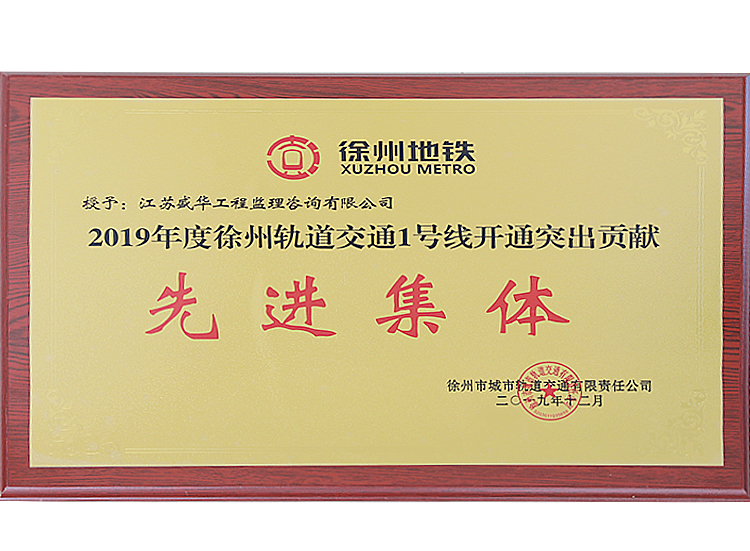 徐州地铁
XUZHOU METRO
授予：江苏盛华工程监理咨询有限公司
2019年度徐州轨道交通1号线开通突出贡献
先进集体
徐州市城市轨道交通有限责任公司
二〇一九年十二月